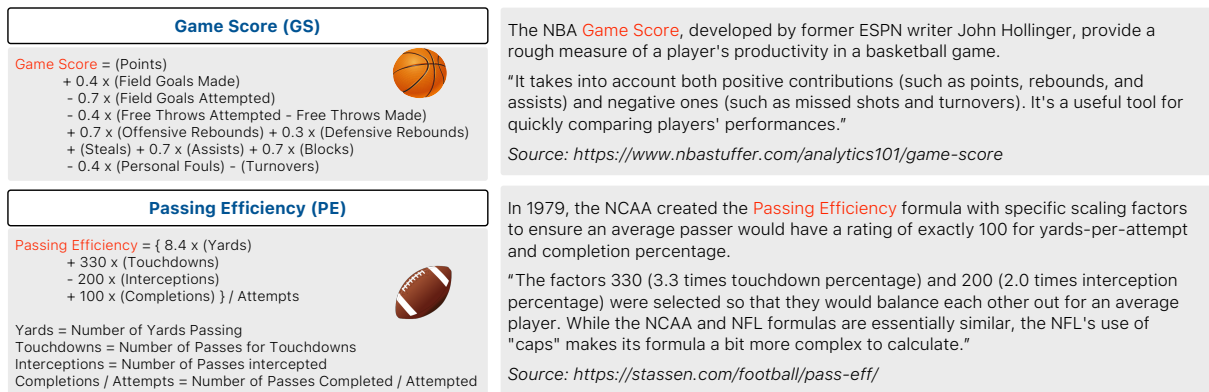 Game Score (GS)
Game Score = (Points)
+ 0.4 x (Field Goals Made)
- 0.7 x (Field Goals Attempted)
- 0.4 x (Free Throws Attempted - Free Throws Made)
+ 0.7 x (Offensive Rebounds) + 0.3 x (Defensive Rebounds)
+ (Steals) + 0.7 x (Assists) + 0.7 x (Blocks)
- 0.4 x (Personal Fouls) - (Turnovers)
The NBA Game Score, developed by former ESPN writer John Hollinger, provide a
rough measure of a player's productivity in a basketball game.
"It takes into account both positive contributions (such as points, rebounds, and
assists) and negative ones (such as missed shots and turnovers). It's a useful tool for
quickly comparing players' performances."
Source: https://www.nbastuffer.com/analytics101/game-score
Passing Efficiency (PE)
Passing Efficiency = { 8.4 x (Yards)
+ 330 x (Touchdowns)
- 200 x (Interceptions)
+ 100 x (Completions) } / Attempts
Yards = Number of Yards Passing
Touchdowns = Number of Passes for Touchdowns
Interceptions = Number of Passes intercepted
Completions / Attempts = Number of Passes Completed / Attempted
In 1979, the NCAA created the Passing Efficiency formula with specific scaling factors
to ensure an average passer would have a rating of exactly 100 for yards-per-attempt
and completion percentage.
"The factors 330 (3.3 times touchdown percentage) and 200 (2.0 times interception
percentage) were selected so that they would balance each other out for an average
player. While the NCAA and NFL formulas are essentially similar, the NFL's use of
"caps" makes its formula a bit more complex to calculate."
Source: https://stassen.com/football/pass-eff/